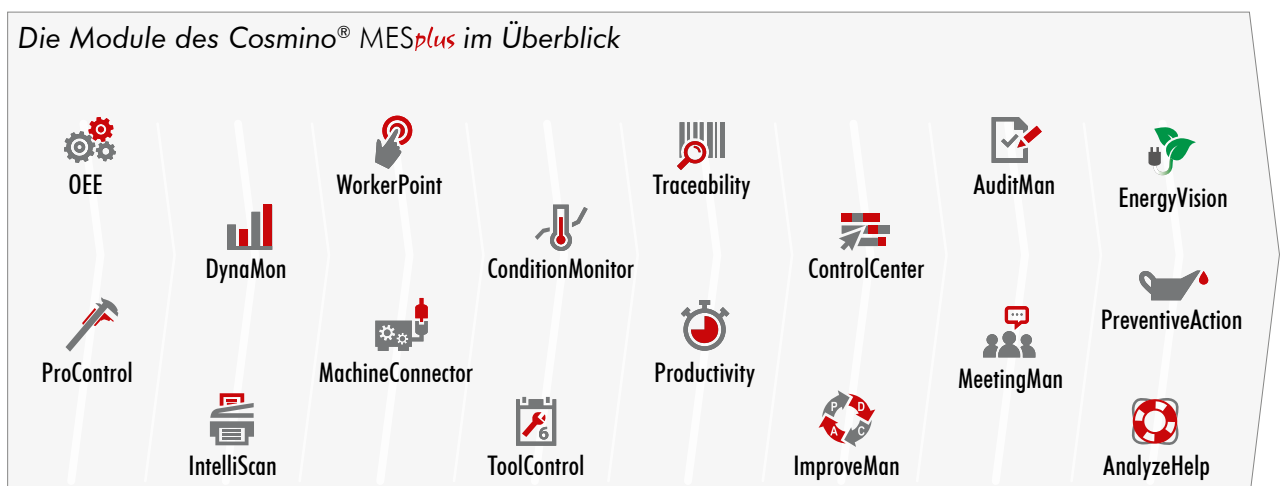 Die Module des Cosmino® MESplus im Überblick
OEE
WorkerPoint
Traceability
AuditMan
EnergyVision
DynaMon
ConditionMonitor
ControlCenter
PreventiveAction
ProControl
MachineConnector
Productivity
MeetingMan
IntelliScan
6
ToolControl
P D
A C
ImproveMan
AnalyzeHelp